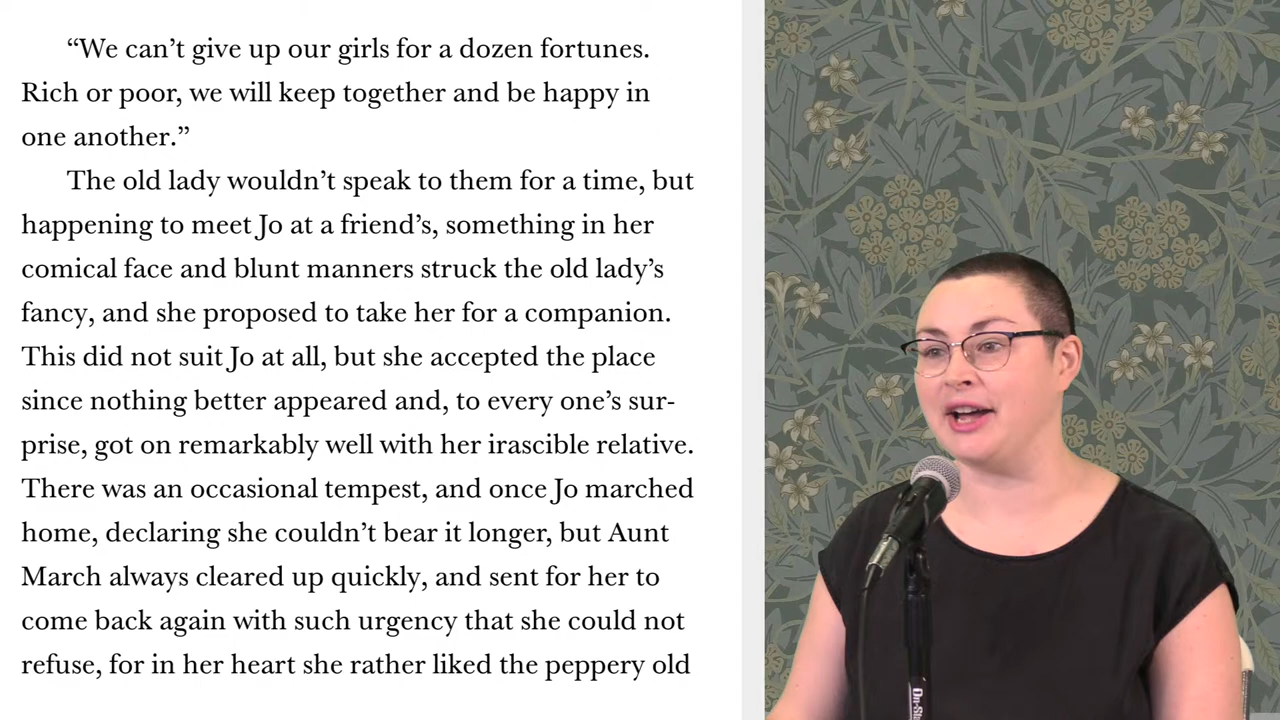 “We can’t give up our girls for a dozen fortunes.
Rich or poor, we will keep together and be happy in
one another.”
The old lady wouldn’t speak to them for a time, but
happening to meet Jo at a friend’s, something in her
comical face and blunt manners struck the old lady’s
fancy, and she proposed to take her for a companion.
This did not suit Jo at all, but she accepted the place
since nothing better appeared and, to every one’s sur-
prise, got on remarkably well with her irascible relative.
There was an occasional tempest, and once Jo marched
home, declaring she couldn’t bear it longer, but Aunt
March always cleared up quickly, and sent for her to
come back again with such urgency that she could not
refuse, for in her heart she rather liked the peppery old